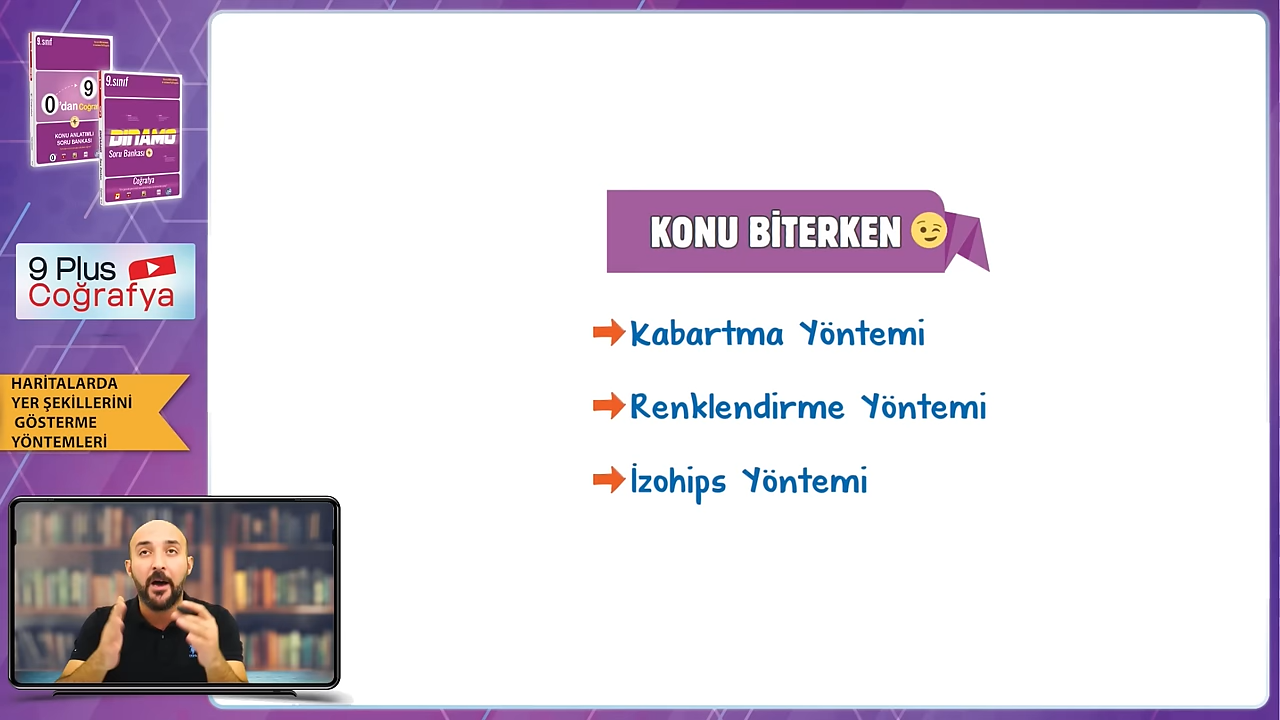 9.sınıf
9
0'dan Coğraf
KONU ANLATIMLI
SORU BANKASI
9.sınıf
DİNAMO
Soru Bankası
Coğrafya
9 Plus
Coğrafya
HARİTALARDA
YER ŞEKİLLERİNİ
GÖSTERME
YÖNTEMLERİ
KONU BİTERKEN
Kabartma Yöntemi
Renklendirme Yöntemi
İzohips Yöntemi